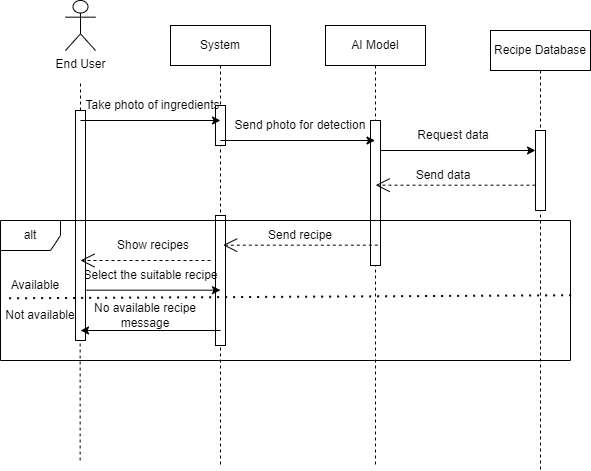 End User
System
AI Model
Recipe Database
Take photo of ingredients
Send photo for detection
Request data
Send data
alt
Send recipe
Show recipes
Select the suitable recipe
Available
Not available
No available recipe
message